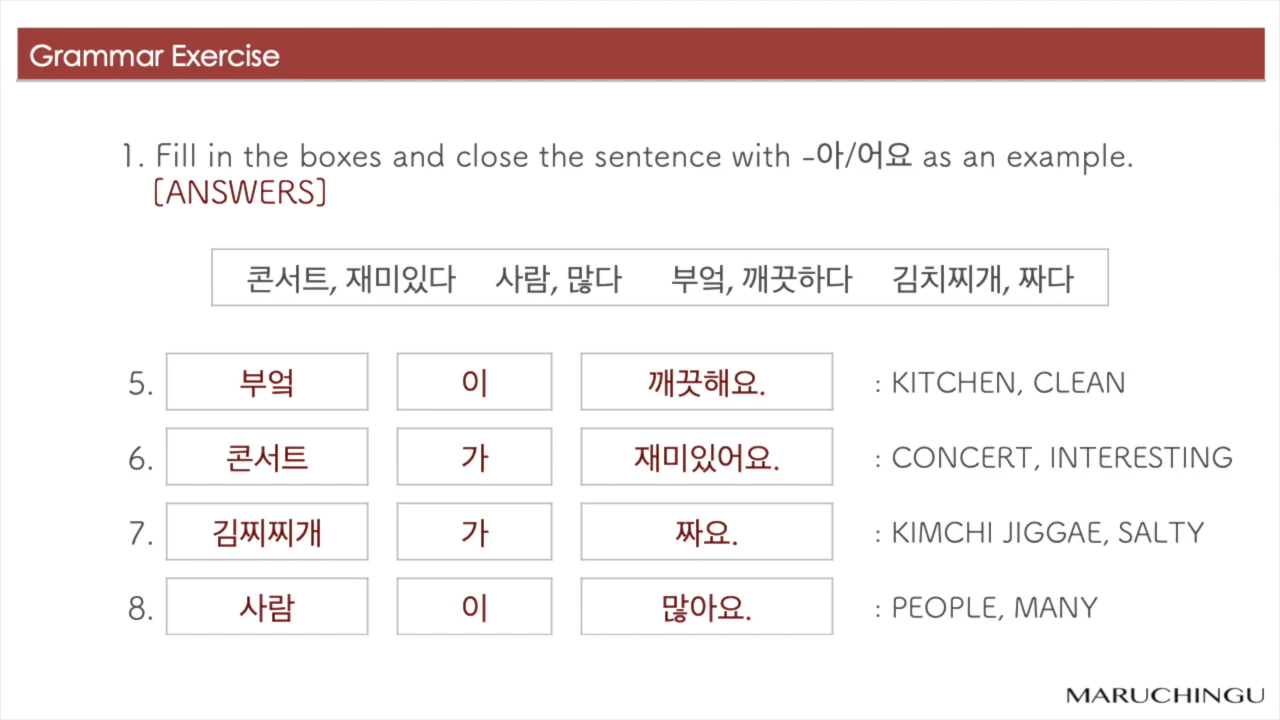 Grammar Exercise
1. Fill in the boxes and close the sentence with -아/어요 as an example.
[ANSWERS]
콘서트, 재미있다 사람, 많다 부엌, 깨끗하다 김치찌개, 짜다
5. 부엌 이 깨끗해요. : KITCHEN, CLEAN
6. 콘서트 가 재미있어요. : CONCERT, INTERESTING
7. 김찌찌개 가 짜요. : KIMCHI JIGGAE, SALTY
8. 사람 이 많아요. : PEOPLE, MANY
MARUCHINGU